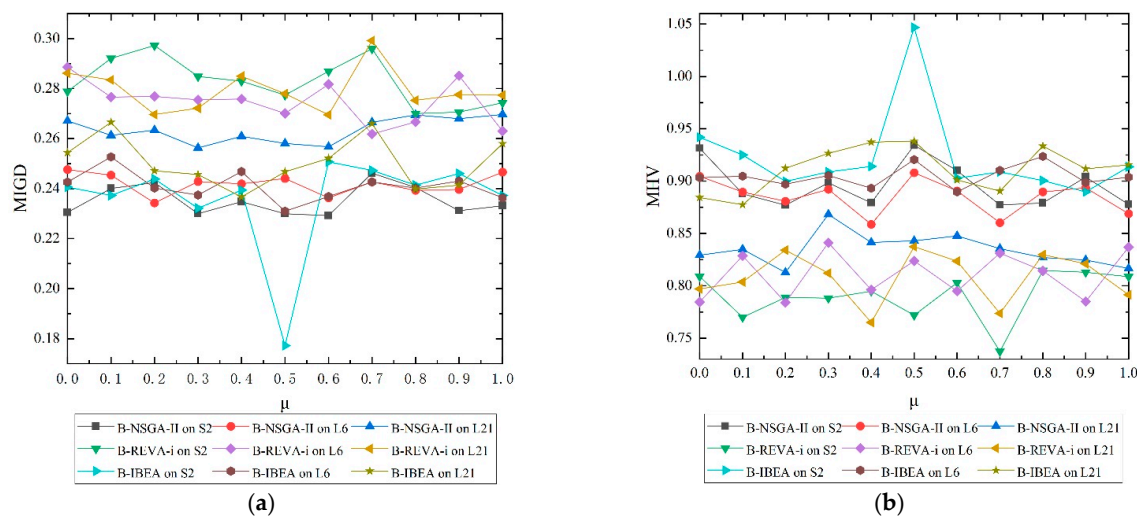 MGD
0.30
0.28
0.26
0.24
0.22
0.20
0.18
0.0 0.1 0.2 0.3 0.4 0.5 0.6 0.7 0.8 0.9 1.0
μ
B-NSGA-II on S2 B-NSGA-II on L6 B-NSGA-II on L21
B-REVA-i on S2 B-REVA-i on L6 B-REVA-i on L21
B-IBEA on S2 B-IBEA on L6 B-IBEA on L21
(a)
MHV
1.05
1.00
0.95
0.90
0.85
0.80
0.75
0.0 0.1 0.2 0.3 0.4 0.5 0.6 0.7 0.8 0.9 1.0
μ
B-NSGA-II on S2 B-NSGA-II on L6 B-NSGA-II on L21
B-REVA-i on S2 B-REVA-i on L6 B-REVA-i on L21
B-IBEA on S2 B-IBEA on L6 B-IBEA on L21
(b)